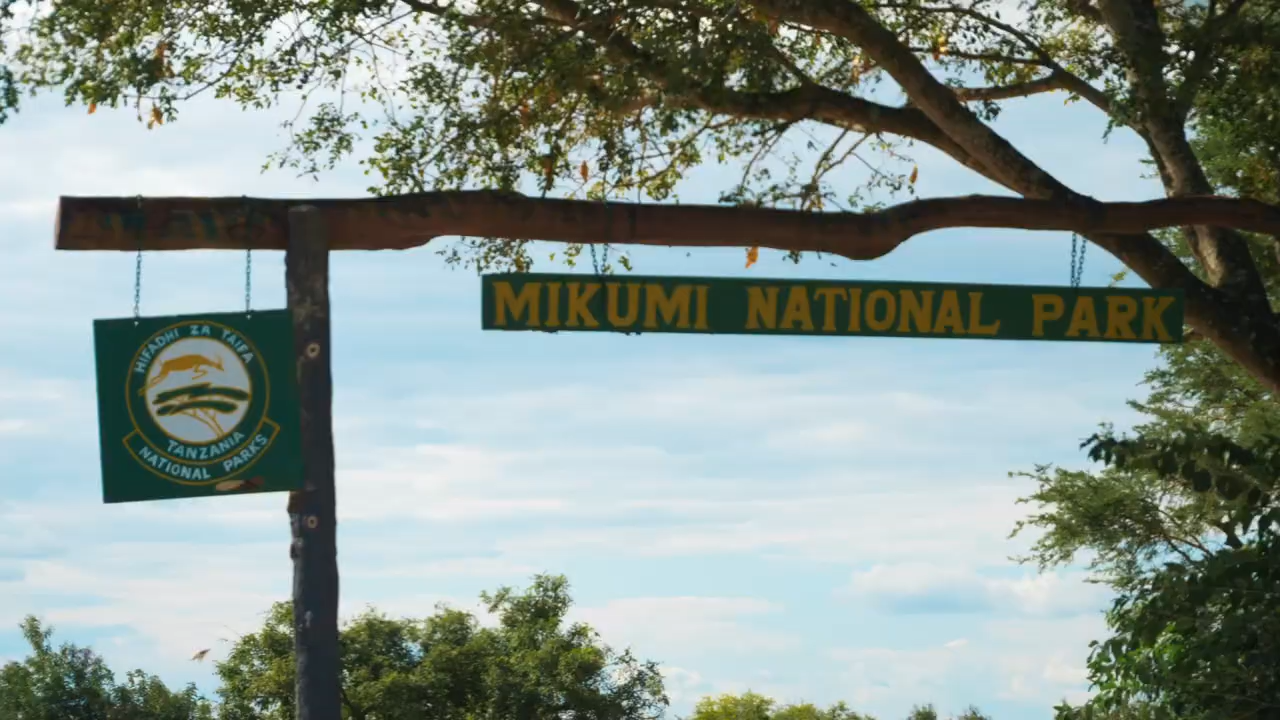 MIKUMI NATIONAL PARK
HIFADHI ZA TAIFA
TANZANIA
NATIONAL PARKS